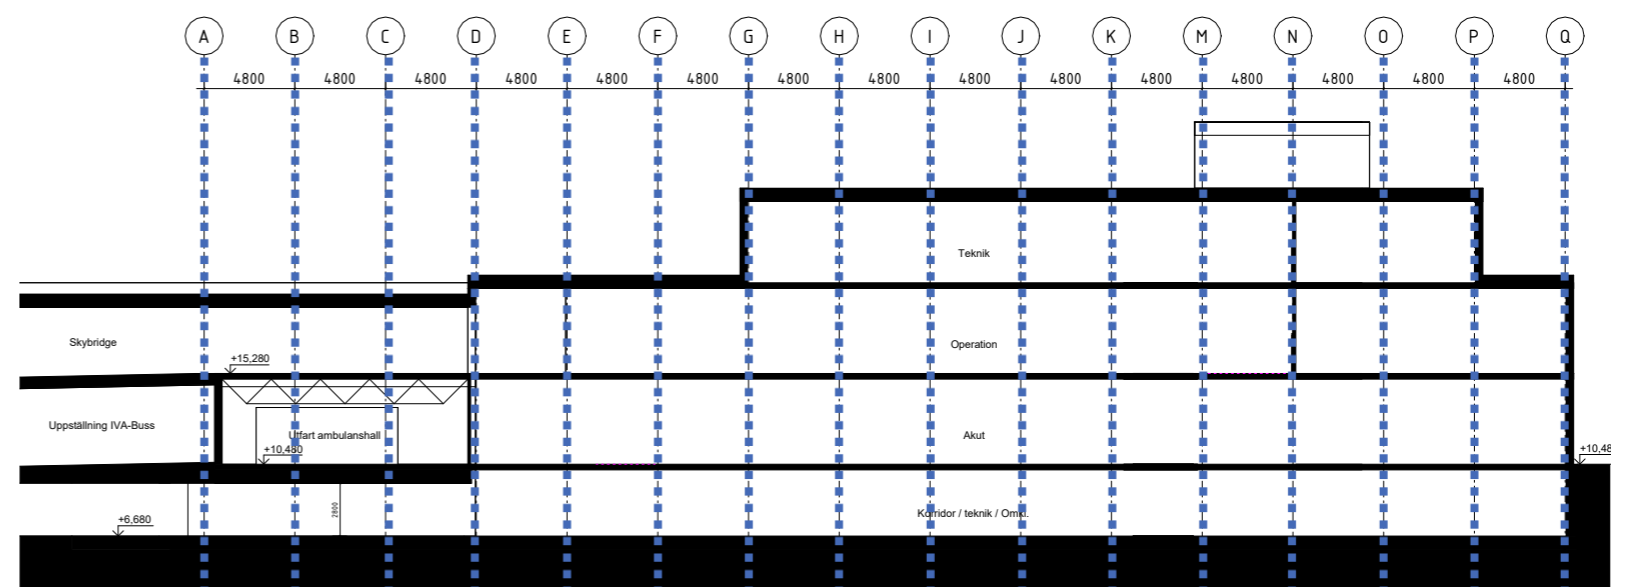 A B C D E F G H I J K M N O P Q
4800 4800 4800 4800 4800 4800 4800 4800 4800 4800 4800 4800 4800 4800 4800
Teknik
Skybridge
Operation
+15,280
Uppställning IVA-Buss
Utfart ambulanshall
Akut
+10,480
+10,48
2800
Korridor / teknik / Omkl.
+6,680